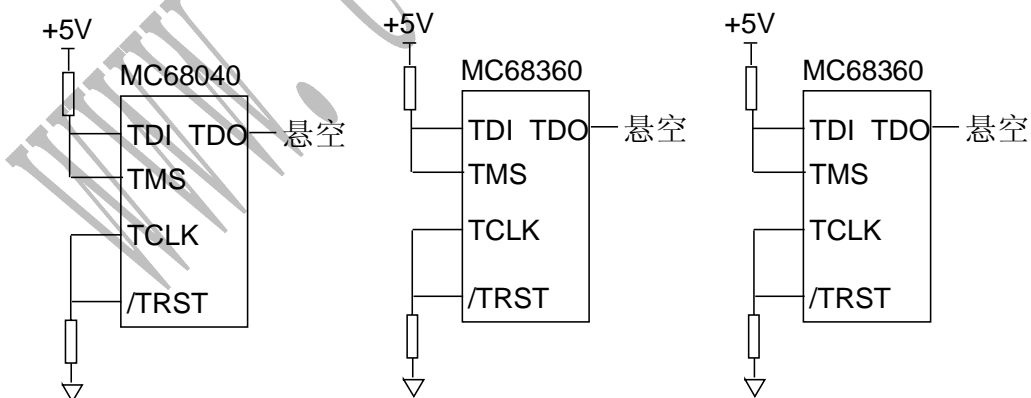 +5V
MC68040
TDI TDO 悬空
TMS
TCLK
/TRST
+5V
MC68360
TDI TDO 悬空
TMS
TCLK
/TRST
+5V
MC68360
TDI TDO 悬空
TMS
TCLK
/TRST
www.